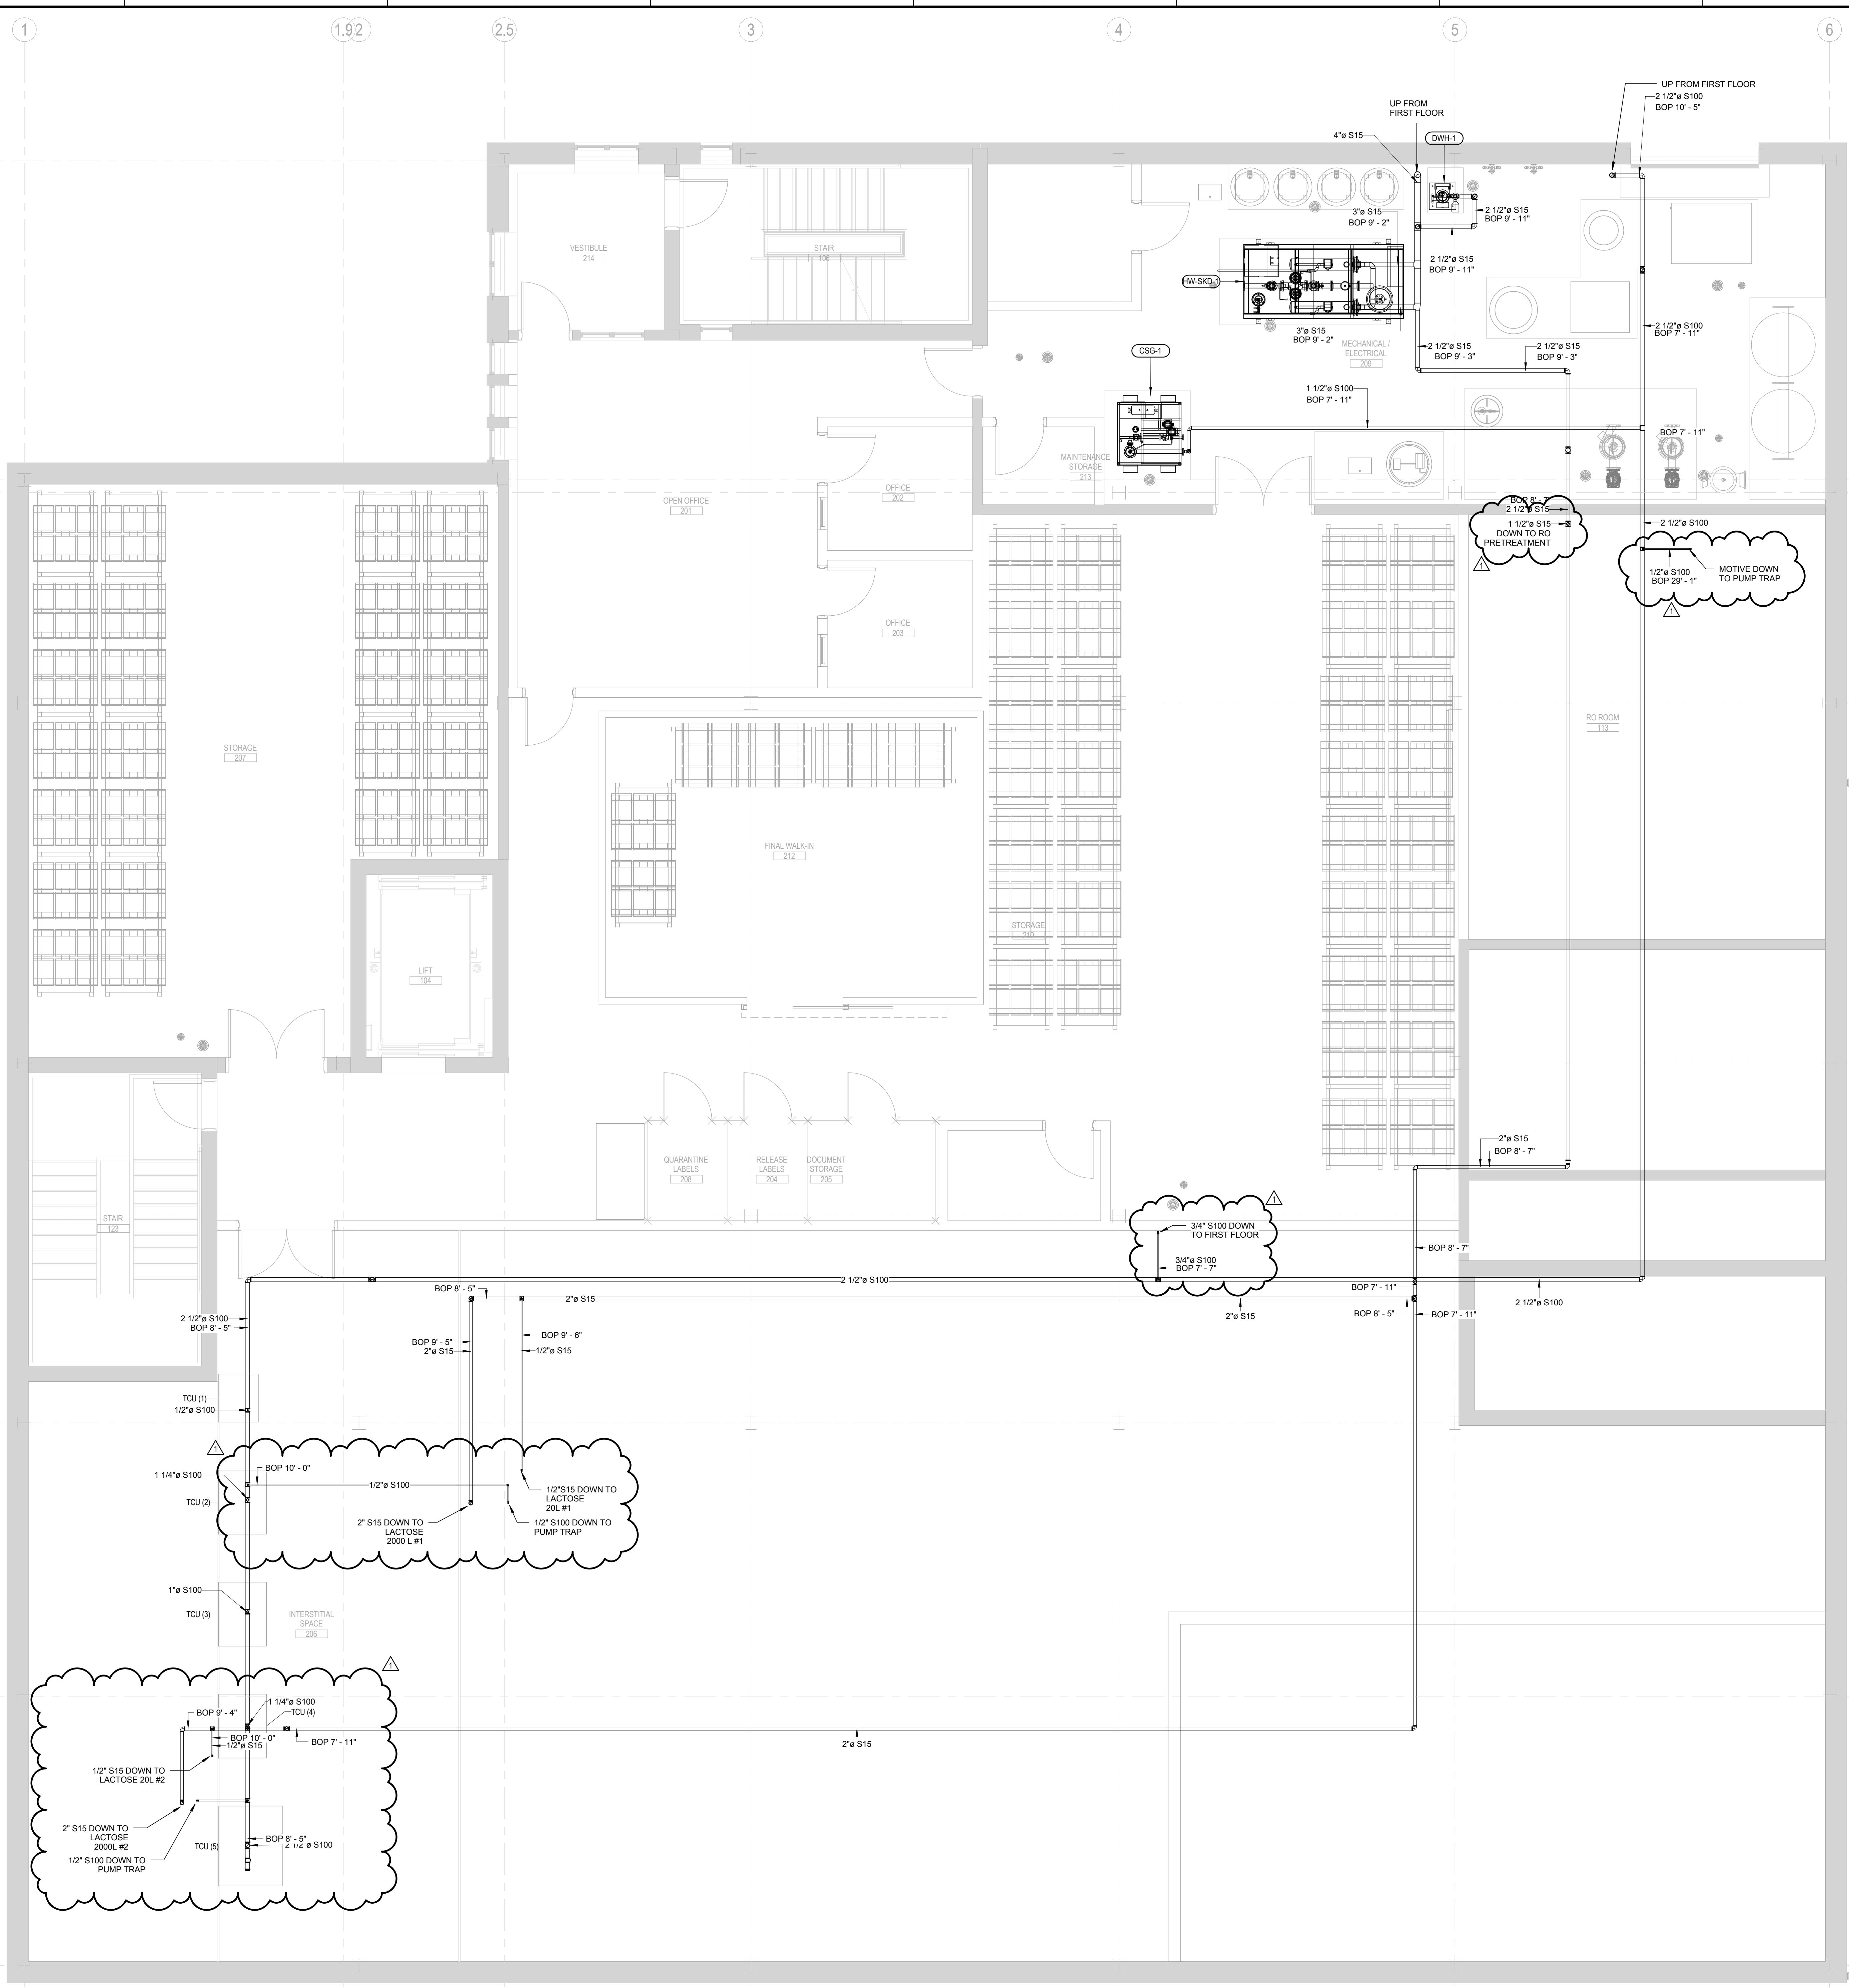 1
1.9
2
2.5
3
4
5
6
UP FROM FIRST FLOOR
2 1/2"ø S100
BOP 10' - 5"
UP FROM
FIRST FLOOR
4"ø S15
DWH-1
3"ø S15
BOP 9' - 2"
2 1/2"ø S15
BOP 9' - 11"
VESTIBULE
214
STAIR
106
2 1/2"ø S15
BOP 9' - 11"
HW-SKD-1
3"ø S15
BOP 9' - 2"
2 1/2"ø S100
BOP 7' - 11"
MECHANICAL /
ELECTRICAL
209
CSG-1
2 1/2"ø S15
BOP 9' - 3"
2 1/2"ø S15
BOP 9' - 3"
1 1/2"ø S100
BOP 7' - 11"
BOP 7' - 11"
MAINTENANCE
STORAGE
213
OPEN OFFICE
201
OFFICE
202
BOP 8' - 7"
2 1/2"ø S15
1 1/2"ø S15
DOWN TO RO
PRETREATMENT
1
2 1/2"ø S100
1/2"ø S100
BOP 29' - 1"
MOTIVE DOWN
TO PUMP TRAP
1
OFFICE
203
RO ROOM
113
STORAGE
207
FINAL WALK-IN
212
STORAGE
LIFT
104
QUARANTINE
LABELS
208
RELEASE
LABELS
204
DOCUMENT
STORAGE
205
2"ø S15
BOP 8' - 7"
STAIR
123
1
3/4" S100 DOWN
TO FIRST FLOOR
3/4"ø S100
BOP 7' - 7"
BOP 8' - 7"
2 1/2"ø S100
BOP 7' - 11"
BOP 8' - 5"
2"ø S15
2"ø S15
BOP 8' - 5"
BOP 7' - 11"
2 1/2"ø S100
2 1/2"ø S100
BOP 8' - 5"
BOP 9' - 5"
2"ø S15
BOP 9' - 6"
1/2"ø S15
TCU (1)
1/2"ø S100
1
BOP 10' - 0"
1 1/4"ø S100
1/2"ø S100
TCU (2)
1/2"S15 DOWN TO
LACTOSE
20L #1
2" S15 DOWN TO
LACTOSE
2000 L #1
1/2" S100 DOWN TO
PUMP TRAP
1"ø S100
TCU (3)
INTERSTITIAL
SPACE
206
1
1 1/4"ø S100
TCU (4)
BOP 9' - 4"
BOP 10' - 0"
1/2"ø S15
BOP 7' - 11"
2"ø S15
1/2" S15 DOWN TO
LACTOSE 20L #2
2" S15 DOWN TO
LACTOSE
2000L #2
1/2" S100 DOWN TO
PUMP TRAP
TCU (5)
BOP 8' - 5"
2 1/2"ø S100